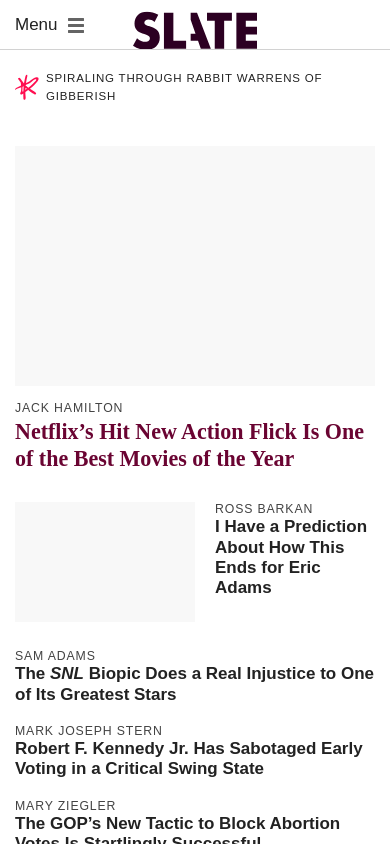 Menu
SLATE
SPIRALING THROUGH RABBIT WARRENS OF
GIBBERISH
JACK HAMILTON
Netflix’s Hit New Action Flick Is One
of the Best Movies of the Year
ROSS BARKAN
I Have a Prediction
About How This
Ends for Eric
Adams
SAM ADAMS
The SNL Biopic Does a Real Injustice to One
of Its Greatest Stars
MARK JOSEPH STERN
Robert F. Kennedy Jr. Has Sabotaged Early
Voting in a Critical Swing State
MARY ZIEGLER
The GOP’s New Tactic to Block Abortion
Votes Is Startlingly Successful